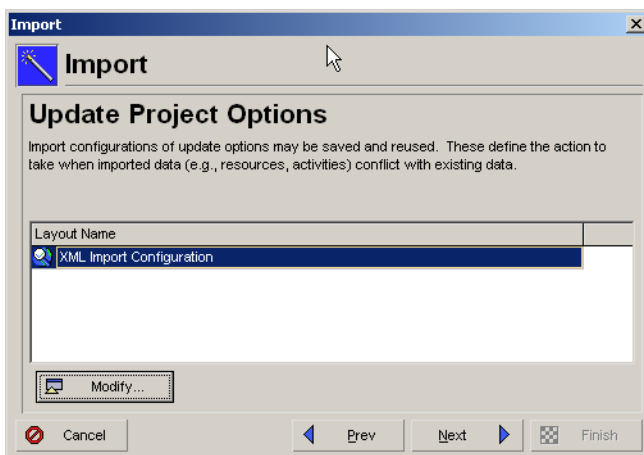 Import
Import
Update Project Options
Import configurations of update options may be saved and reused.  These define the action to
take when imported data (e.g., resources, activities) conflict with existing data.
Layout Name
XML Import Configuration
Modify...
Cancel
Prev
Next
Finish